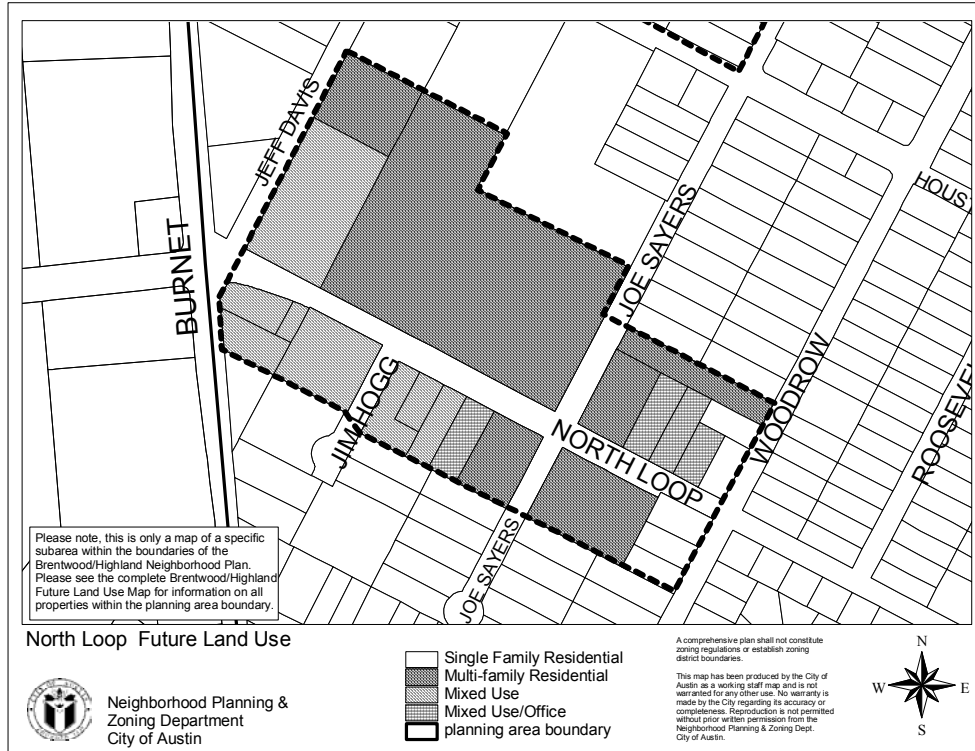 JEFF DAVIS
BURNET
JOE SAYERS
HOUS
WOODROW
ROOSEVEL
JIM HOGG
NORTH LOOP
JOE SAYERS
Please note, this is only a map of a specific
subarea within the boundaries of the
Brentwood/Highland Neighborhood Plan.
Please see the complete Brentwood/Highland
Future Land Use Map for information on all
properties within the planning area boundary.
North Loop Future Land Use
Neighborhood Planning &
Zoning Department
City of Austin
Single Family Residential
Multi-family Residential
Mixed Use
Mixed Use/Office
planning area boundary
A comprehensive plan shall not constitute
zoning regulations or establish zoning
district boundaries.
This map has been produced by the City of
Austin as a working staff map and is not
warranted for any other use. No warranty is
made by the City regarding its accuracy or
completeness. Reproduction is not permitted
without prior written permission from the
Neighborhood Planning & Zoning Dept.
City of Austin.
N
W E
S